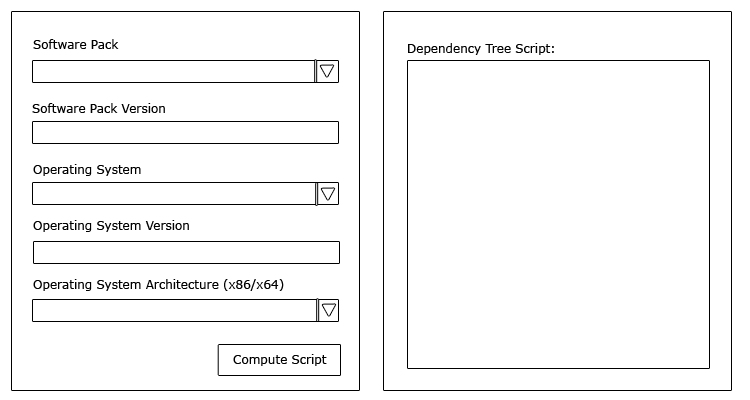 Software Pack
Software Pack Version
Operating System
Operating System Version
Operating System Architecture (x86/x64)
Compute Script
Dependency Tree Script: